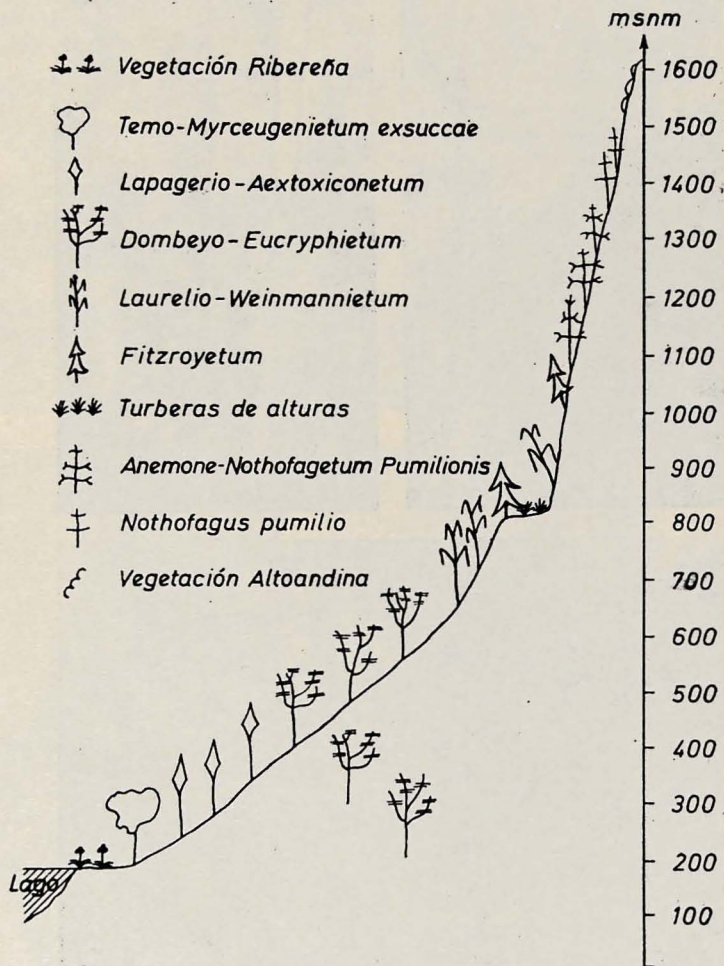 msnm
Vegetación Ribereña
Temo-Myrceugenietum exsuccae
Lapagerio-Aextoxiconetum
Dombeyo-Eucryphietum
Laurelio-Weinmannietum
Fitzroyetum
Turberas de alturas
Anemone-Nothofagetum Pumilionis
Nothofagus pumilio
Vegetación Altoandina
1600
1500
1400
1300
1200
1100
1000
900
800
700
600
500
400
300
200
100
Lago